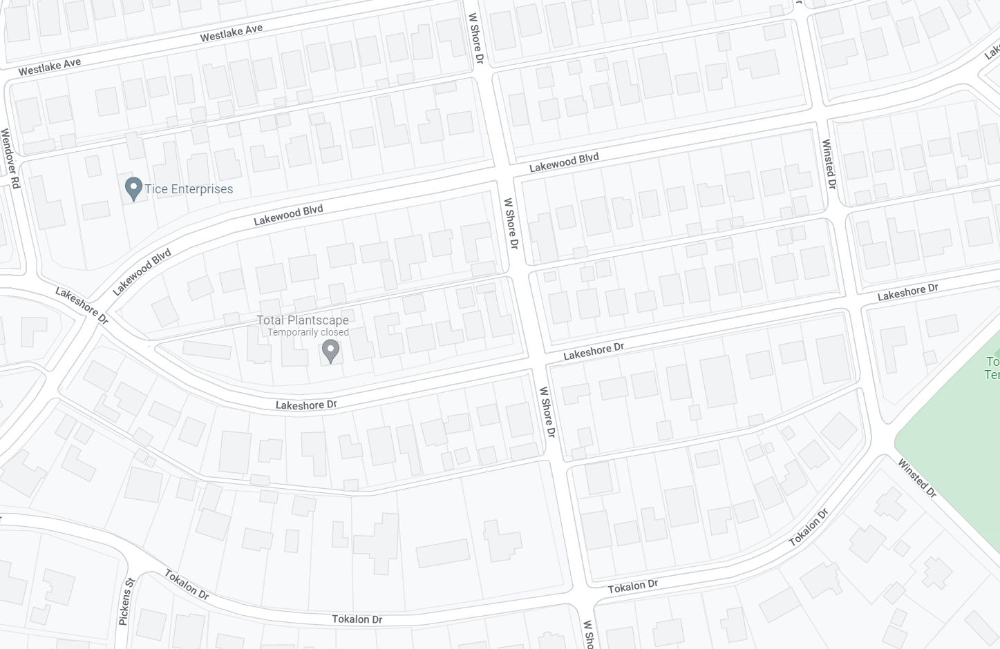 Westlake Ave
W Shore Dr
Westlake Ave
Wendover Rd
Lakewood Blvd
Winsted Dr
Tice Enterprises
Lakewood Blvd
W Shore Dr
Lakewood Blvd
Lakeshore Dr
Lakeshore Dr
Total Plantscape
Temporarily closed
Lakeshore Dr
Lakeshore Dr
W Shore Dr
Winsted Dr
Tokalon Dr
Tokalon Dr
Tokalon Dr
Pickens St
Tokalon Dr
W Sho